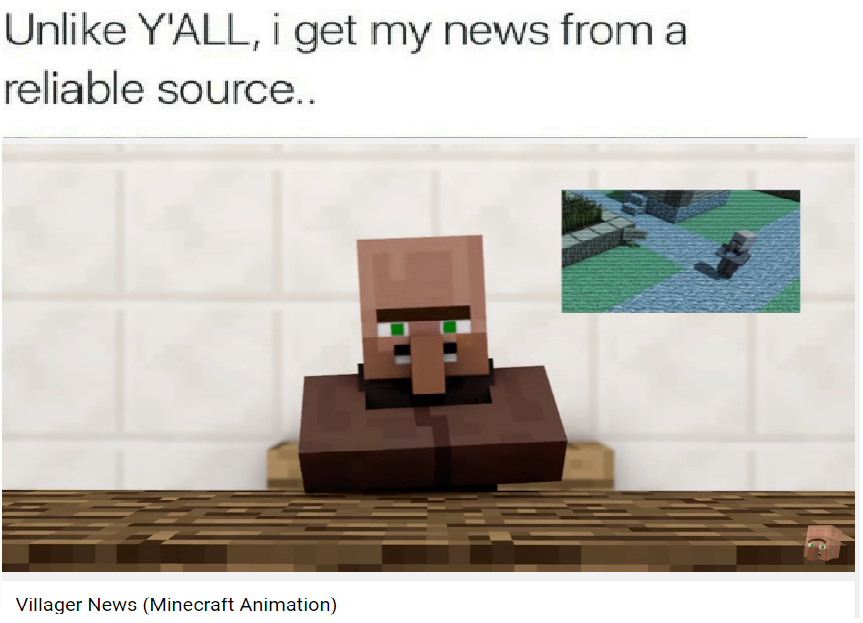 Unlike Y'ALL, i get my news from a
reliable source..
Villager News (Minecraft Animation)